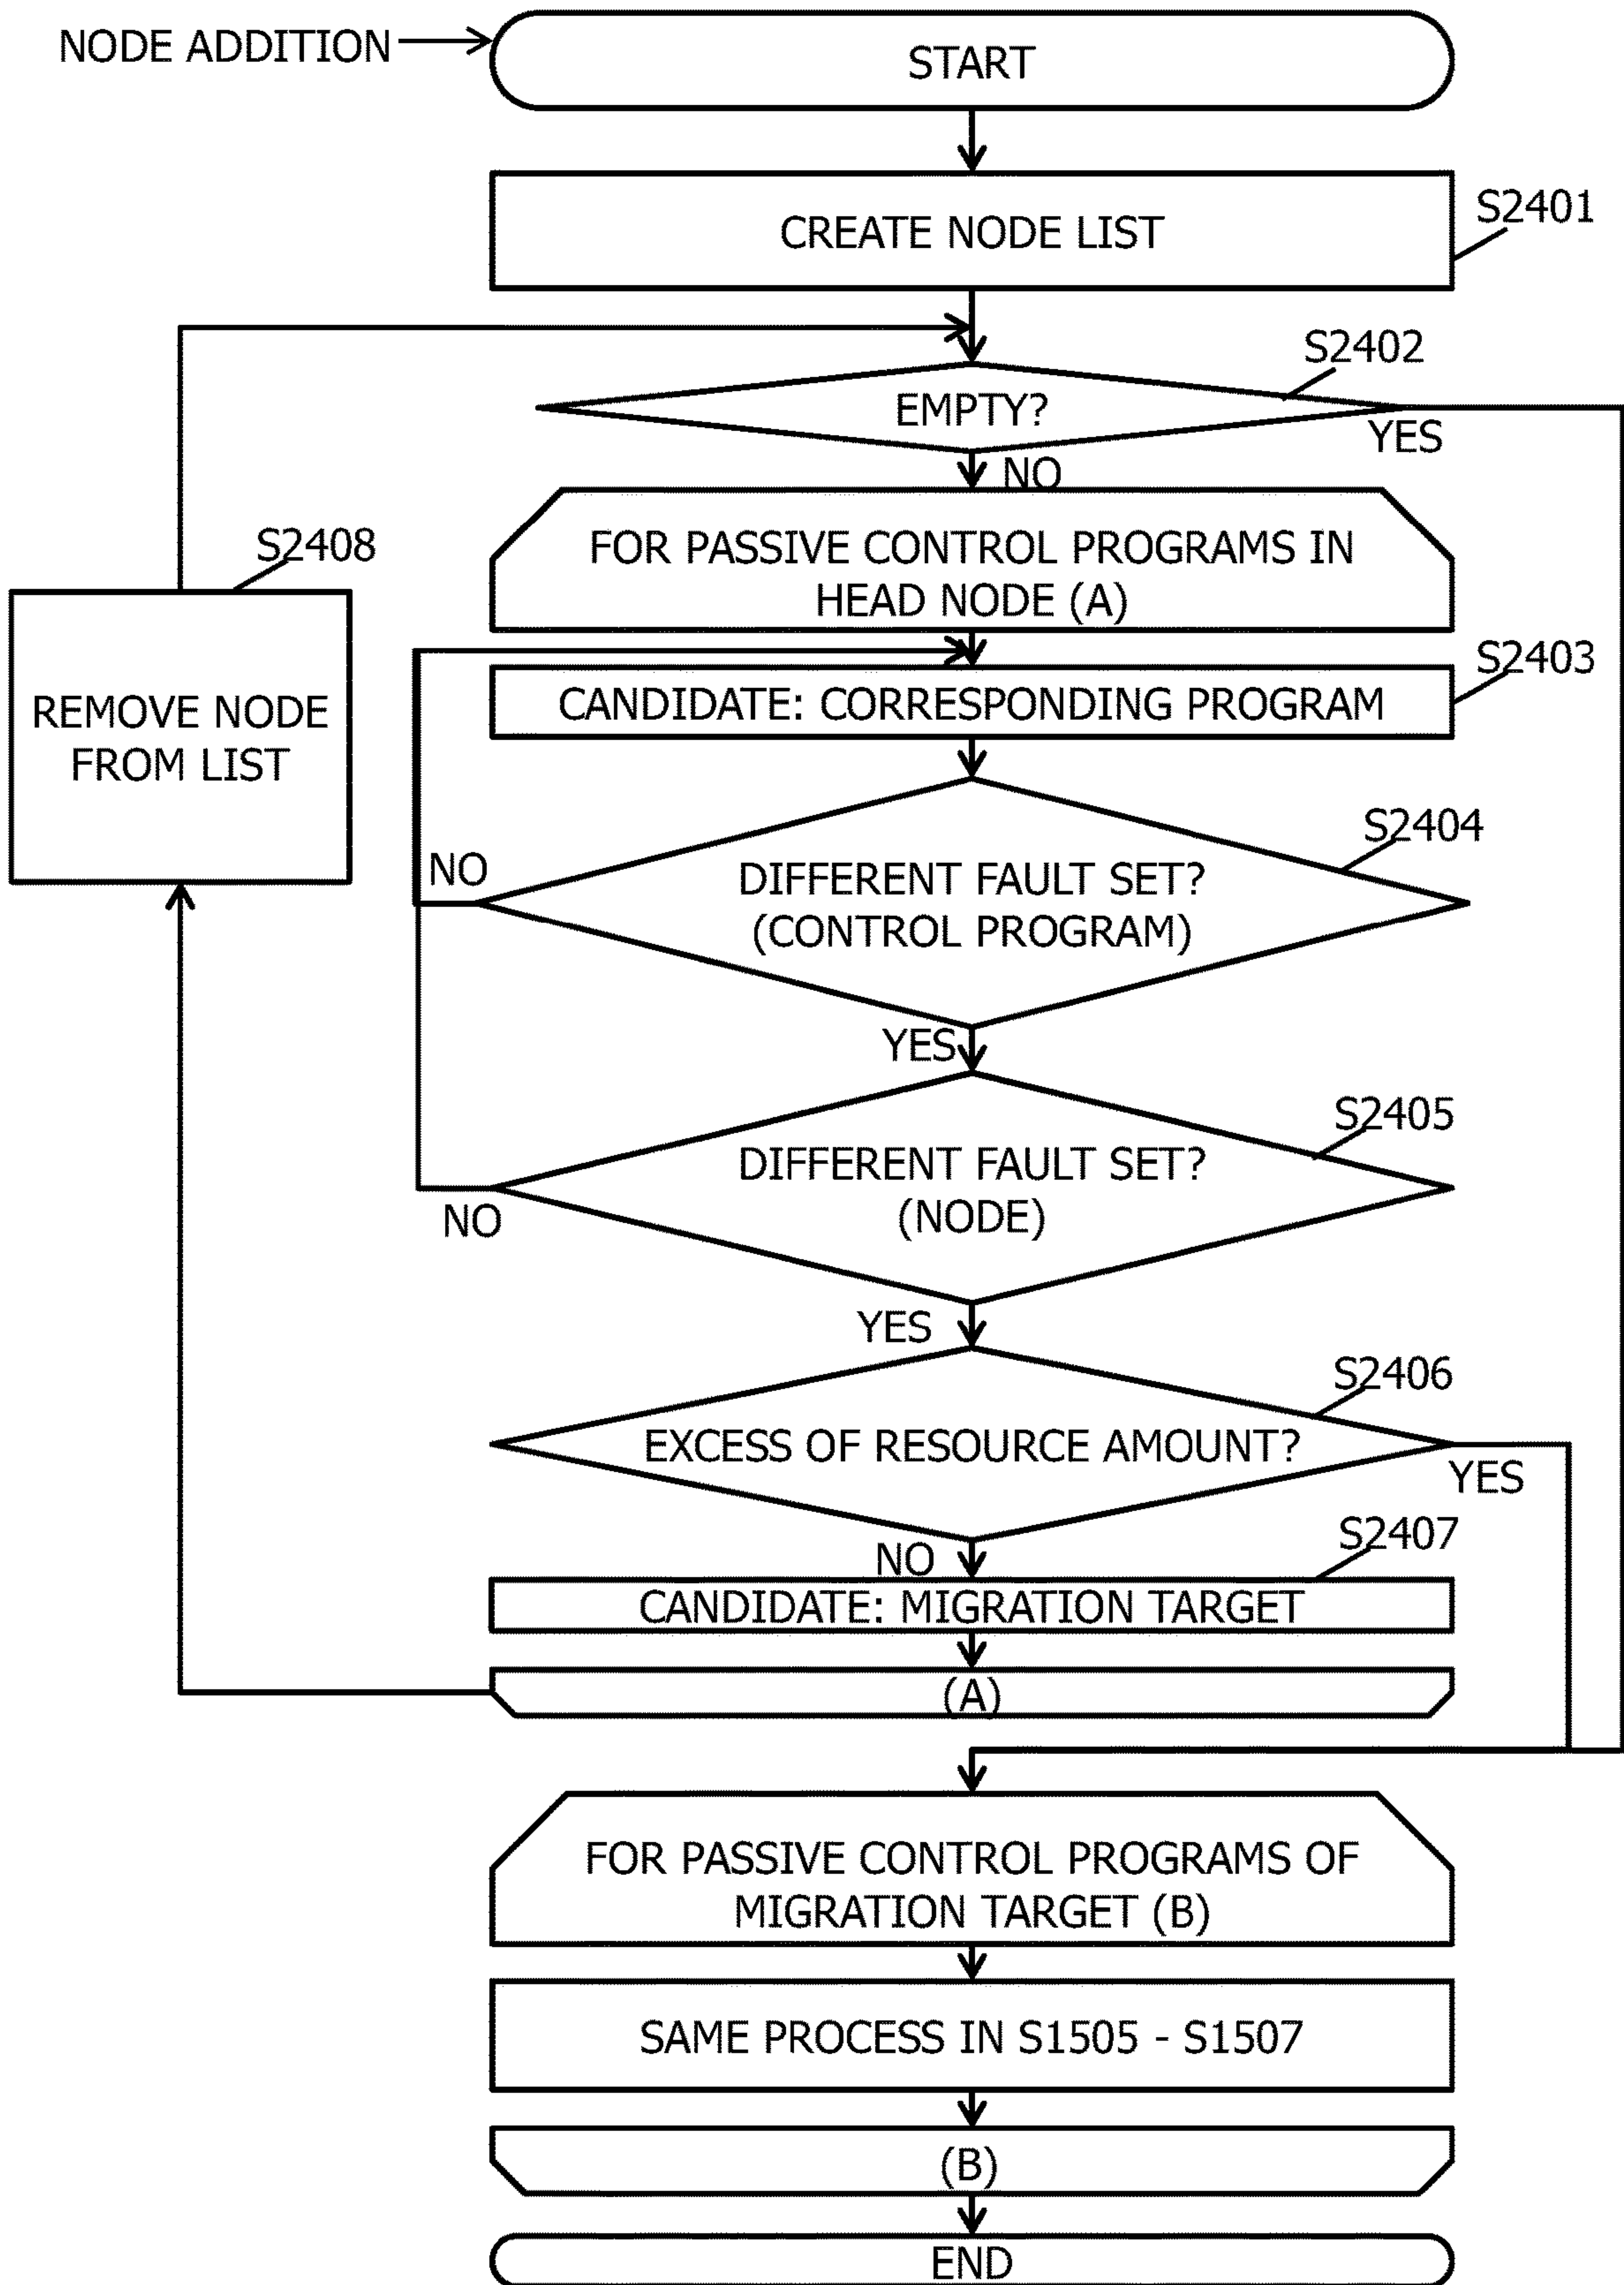 NODE ADDITION
START
CREATE NODE LIST
S2401
S2402
EMPTY?
YES
NO
FOR PASSIVE CONTROL PROGRAMS IN
HEAD NODE (A)
S2408
REMOVE NODE
FROM LIST
S2403
CANDIDATE: CORRESPONDING PROGRAM
S2404
NO
DIFFERENT FAULT SET?
(CONTROL PROGRAM)
YES
S2405
DIFFERENT FAULT SET?
(NODE)
NO
YES
S2406
EXCESS OF RESOURCE AMOUNT?
YES
NO
S2407
CANDIDATE: MIGRATION TARGET
(A)
FOR PASSIVE CONTROL PROGRAMS OF
MIGRATION TARGET (B)
SAME PROCESS IN S1505 - S1507
(B)
END